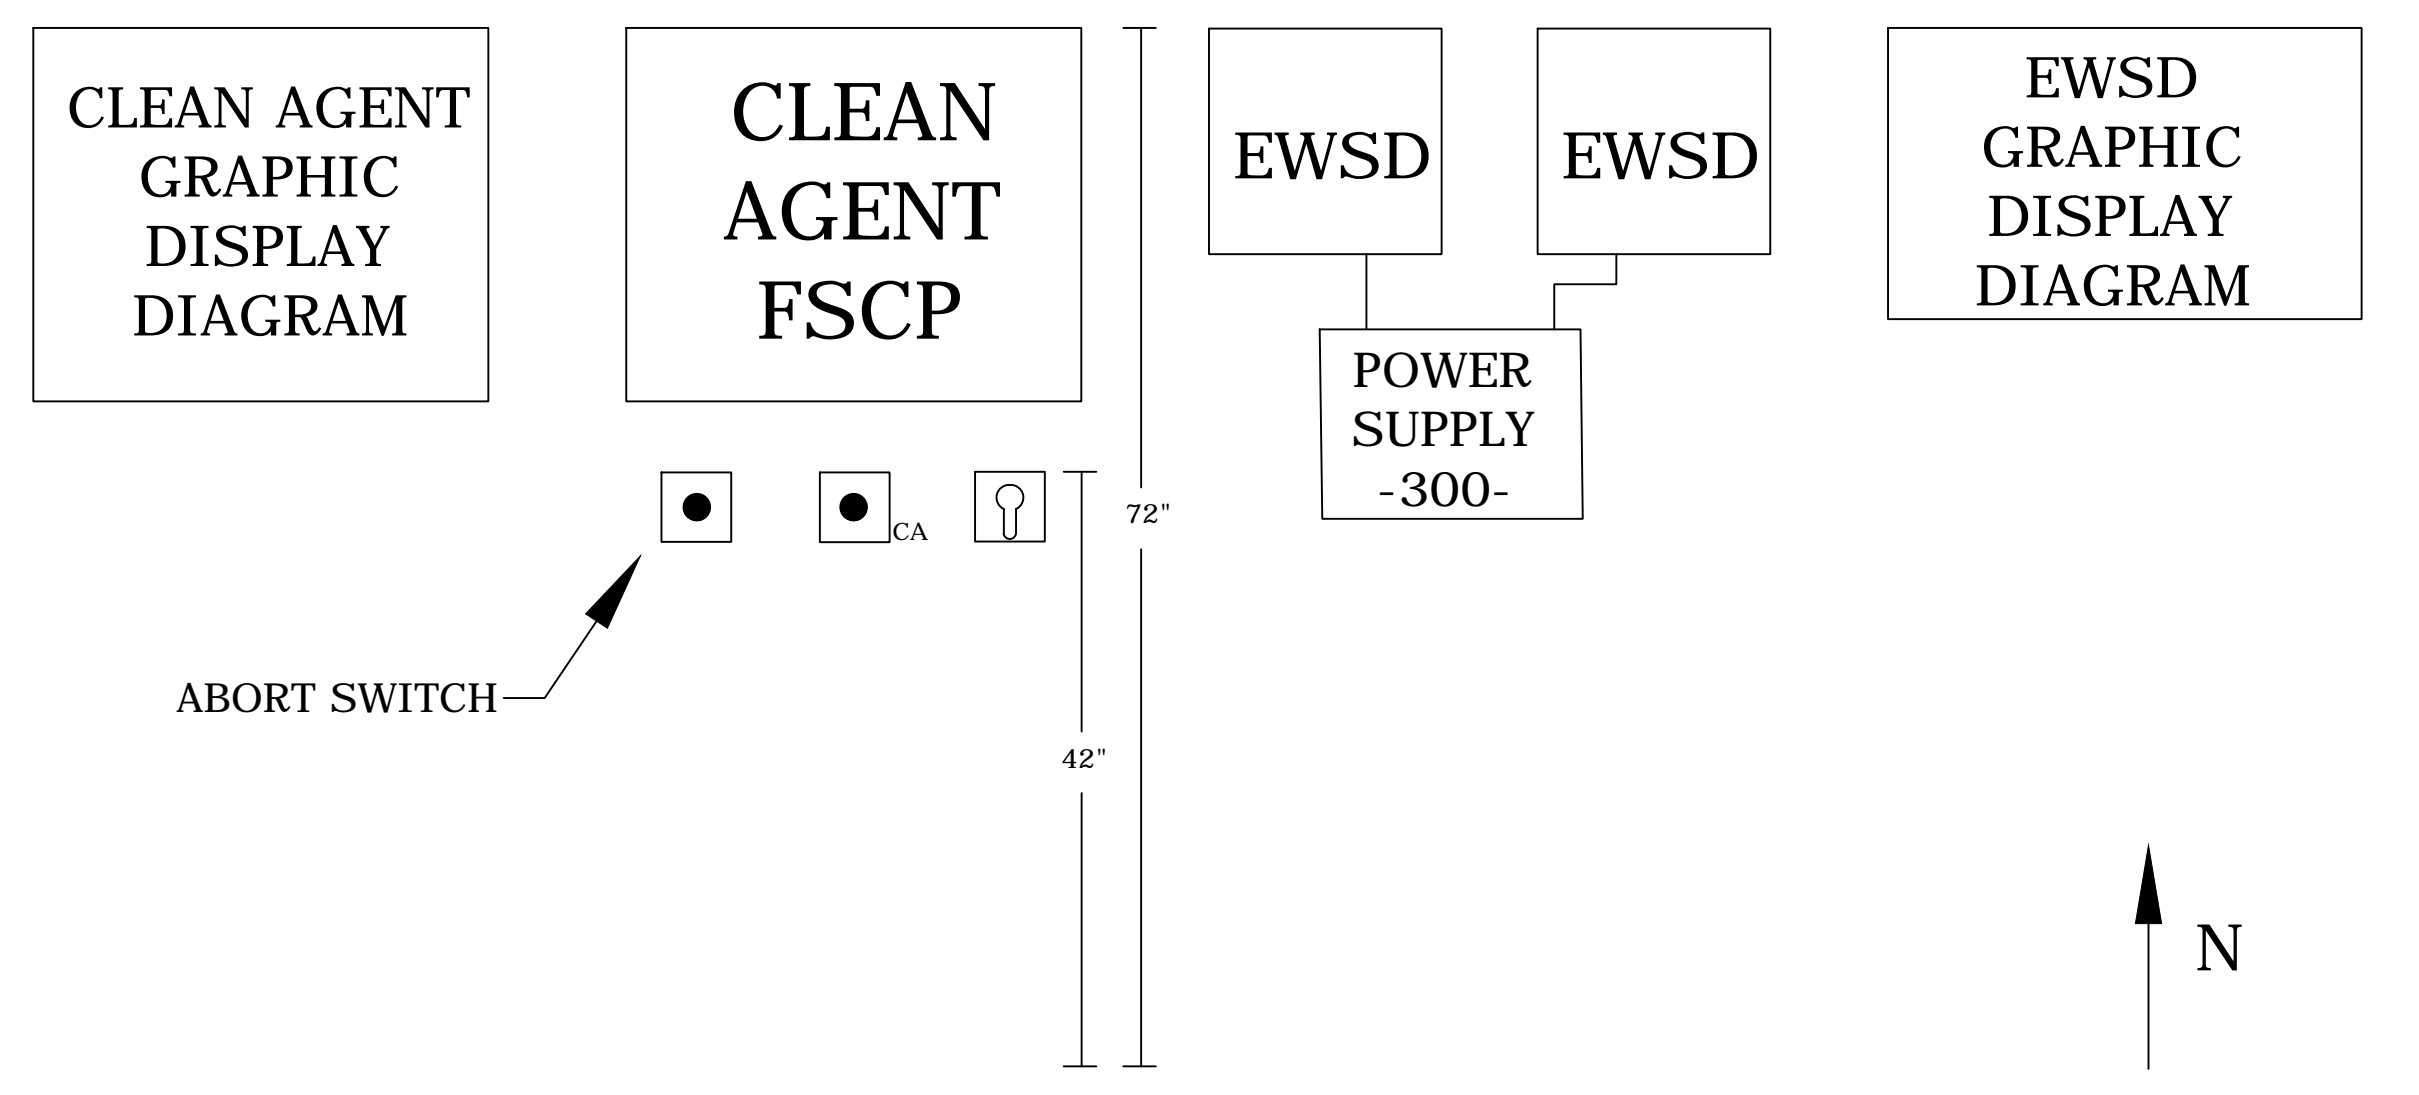 CLEAN AGENT
GRAPHIC
DISPLAY
DIAGRAM
CLEAN
AGENT
FSCP
EWSD
EWSD
EWSD
GRAPHIC
DISPLAY
DIAGRAM
POWER
SUPPLY
-300-
CA
72"
ABORT SWITCH
42"
N